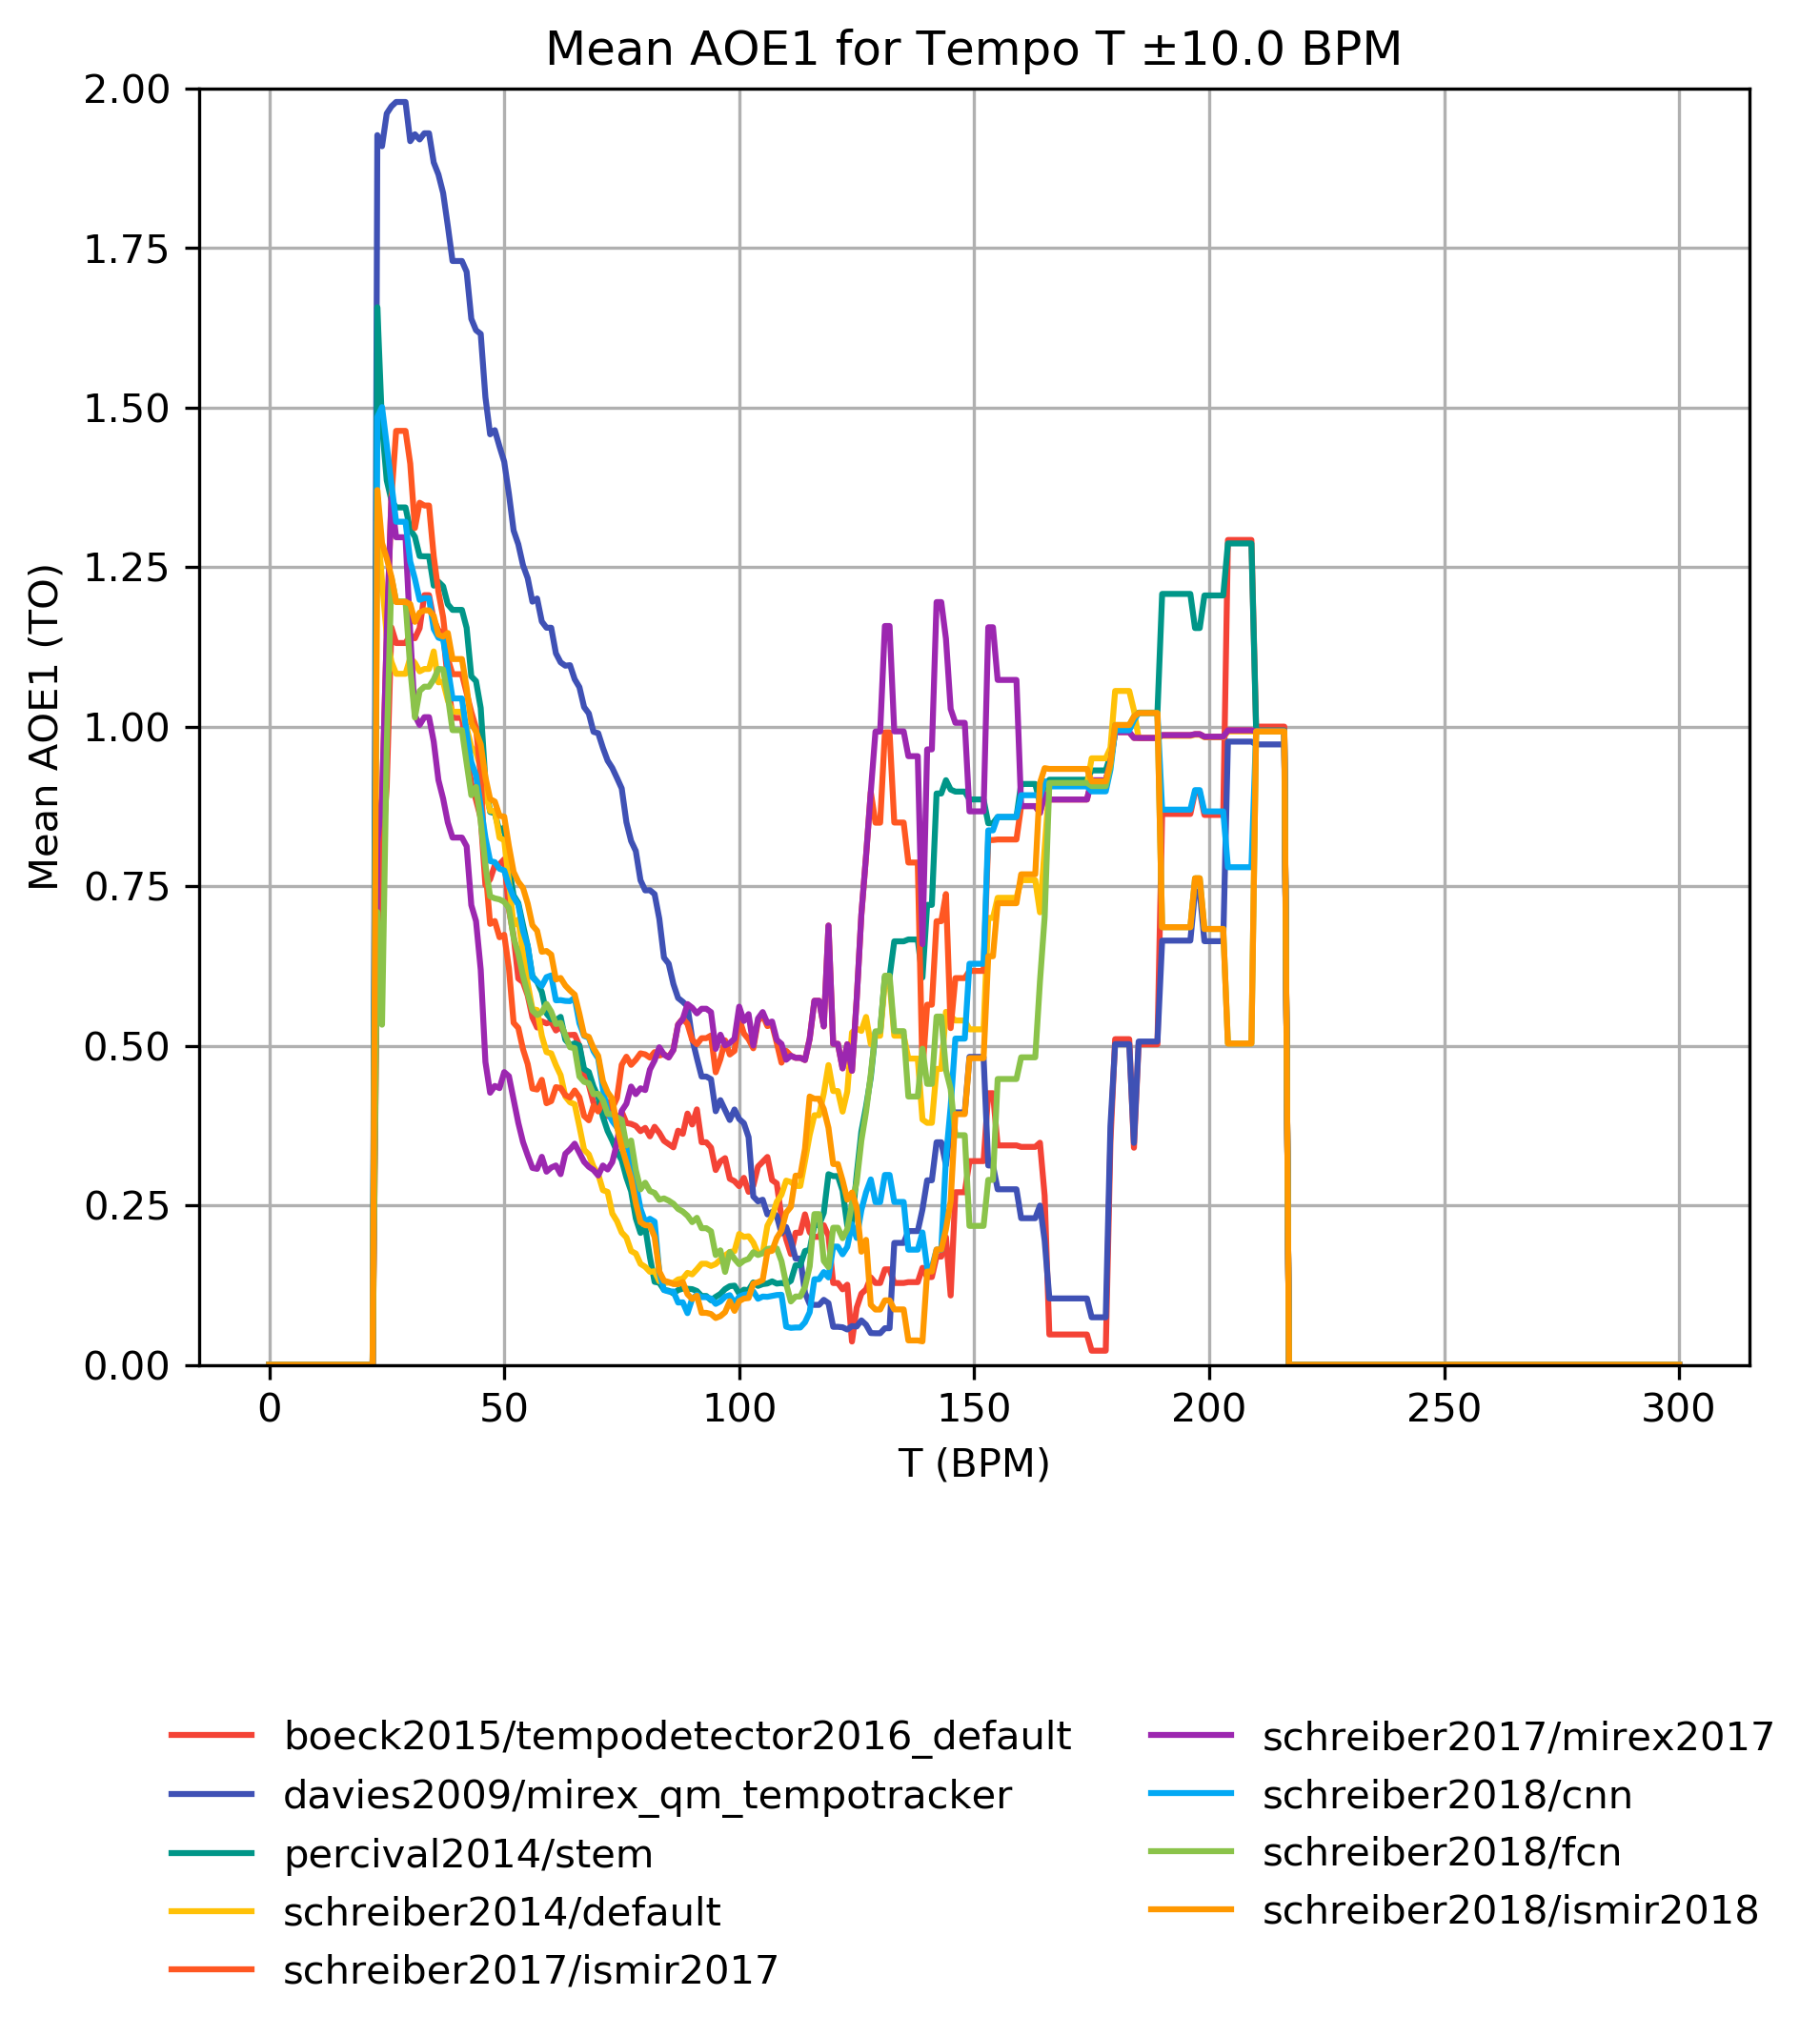 Mean AOE1 for Tempo T ±10.0 BPM
2.00
1.75
1.50
1.25
1.00
0.75
0.50
0.25
0.00
Mean AOE1 (TO)
0 50 100 150 200 250 300
T (BPM)
boeck2015/tempodetector2016_default
davies2009/mirex_qm_tempotracker
percival2014/stem
schreiber2014/default
schreiber2017/ismir2017
schreiber2017/mirex2017
schreiber2018/cnn
schreiber2018/fcn
schreiber2018/ismir2018